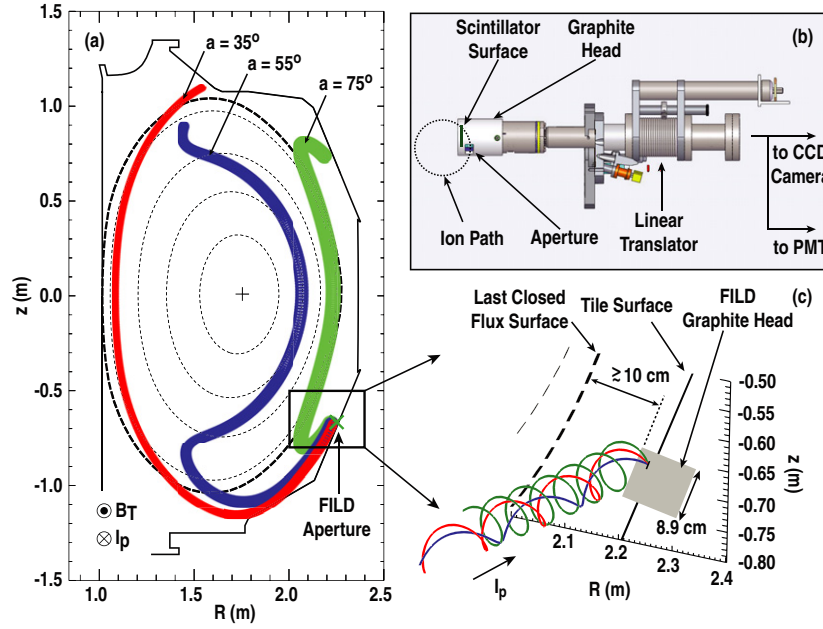 (a)
a = 35o
a = 55o
a = 75o
1.5
1.0
0.5
0.0
-0.5
-1.0
-1.5
z (m)
BT
Ip
FILD
Aperture
1.0
1.5
2.0
2.5
R (m)
(b)
Scintillator
Surface
Graphite
Head
Ion Path
Aperture
Linear
Translator
to CCD
Camera
to PMT
(c)
Last Closed
Flux Surface
Tile Surface
FILD
Graphite Head
≳ 10 cm
8.9 cm
-0.50
-0.55
-0.60
-0.65
-0.70
-0.75
-0.80
z (m)
2.1
2.2
2.3
2.4
R (m)
Ip